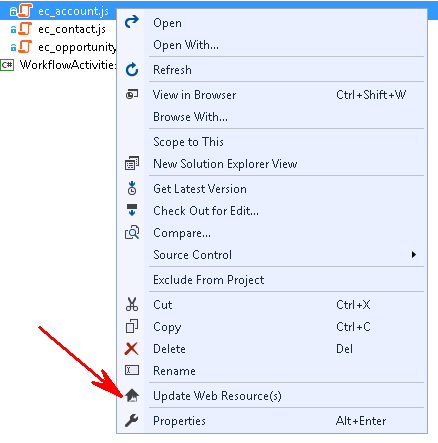 ec_account.js
ec_contact.js
ec_opportunity
C# WorkflowActivities
Open
Open With...
Refresh
View in Browser Ctrl+Shift+W
Browse With...
Scope to This
New Solution Explorer View
Get Latest Version
Check Out for Edit...
Compare...
Source Control
Exclude From Project
Cut Ctrl+X
Copy Ctrl+C
Delete Del
Rename
Update Web Resource(s)
Properties Alt+Enter